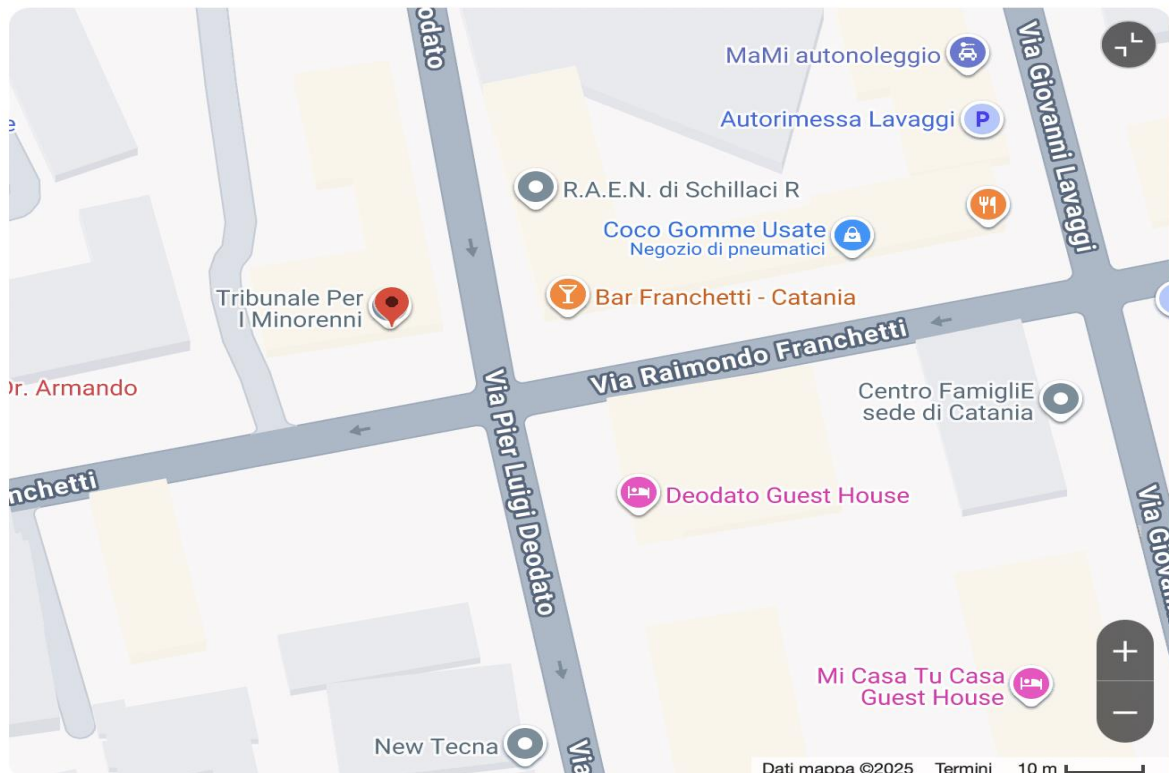 odato
MaMi autonoleggio
Via Giovanni Lavaggi
Autorimessa Lavaggi
P
R.A.E.N. di Schillaci R
Coco Gomme Usate
Negozio di pneumatici
Tribunale Per
I Minorenni
Bar Franchetti - Catania
Via Raimondo Franchetti
Dr. Armando
Centro FamigliE
sede di Catania
Via Pier Luigi Deodato
nchetti
Deodato Guest House
Via Giovan
Mi Casa Tu Casa
Guest House
New Tecna
Via
Dati mappa ©2025
Termini
10 m